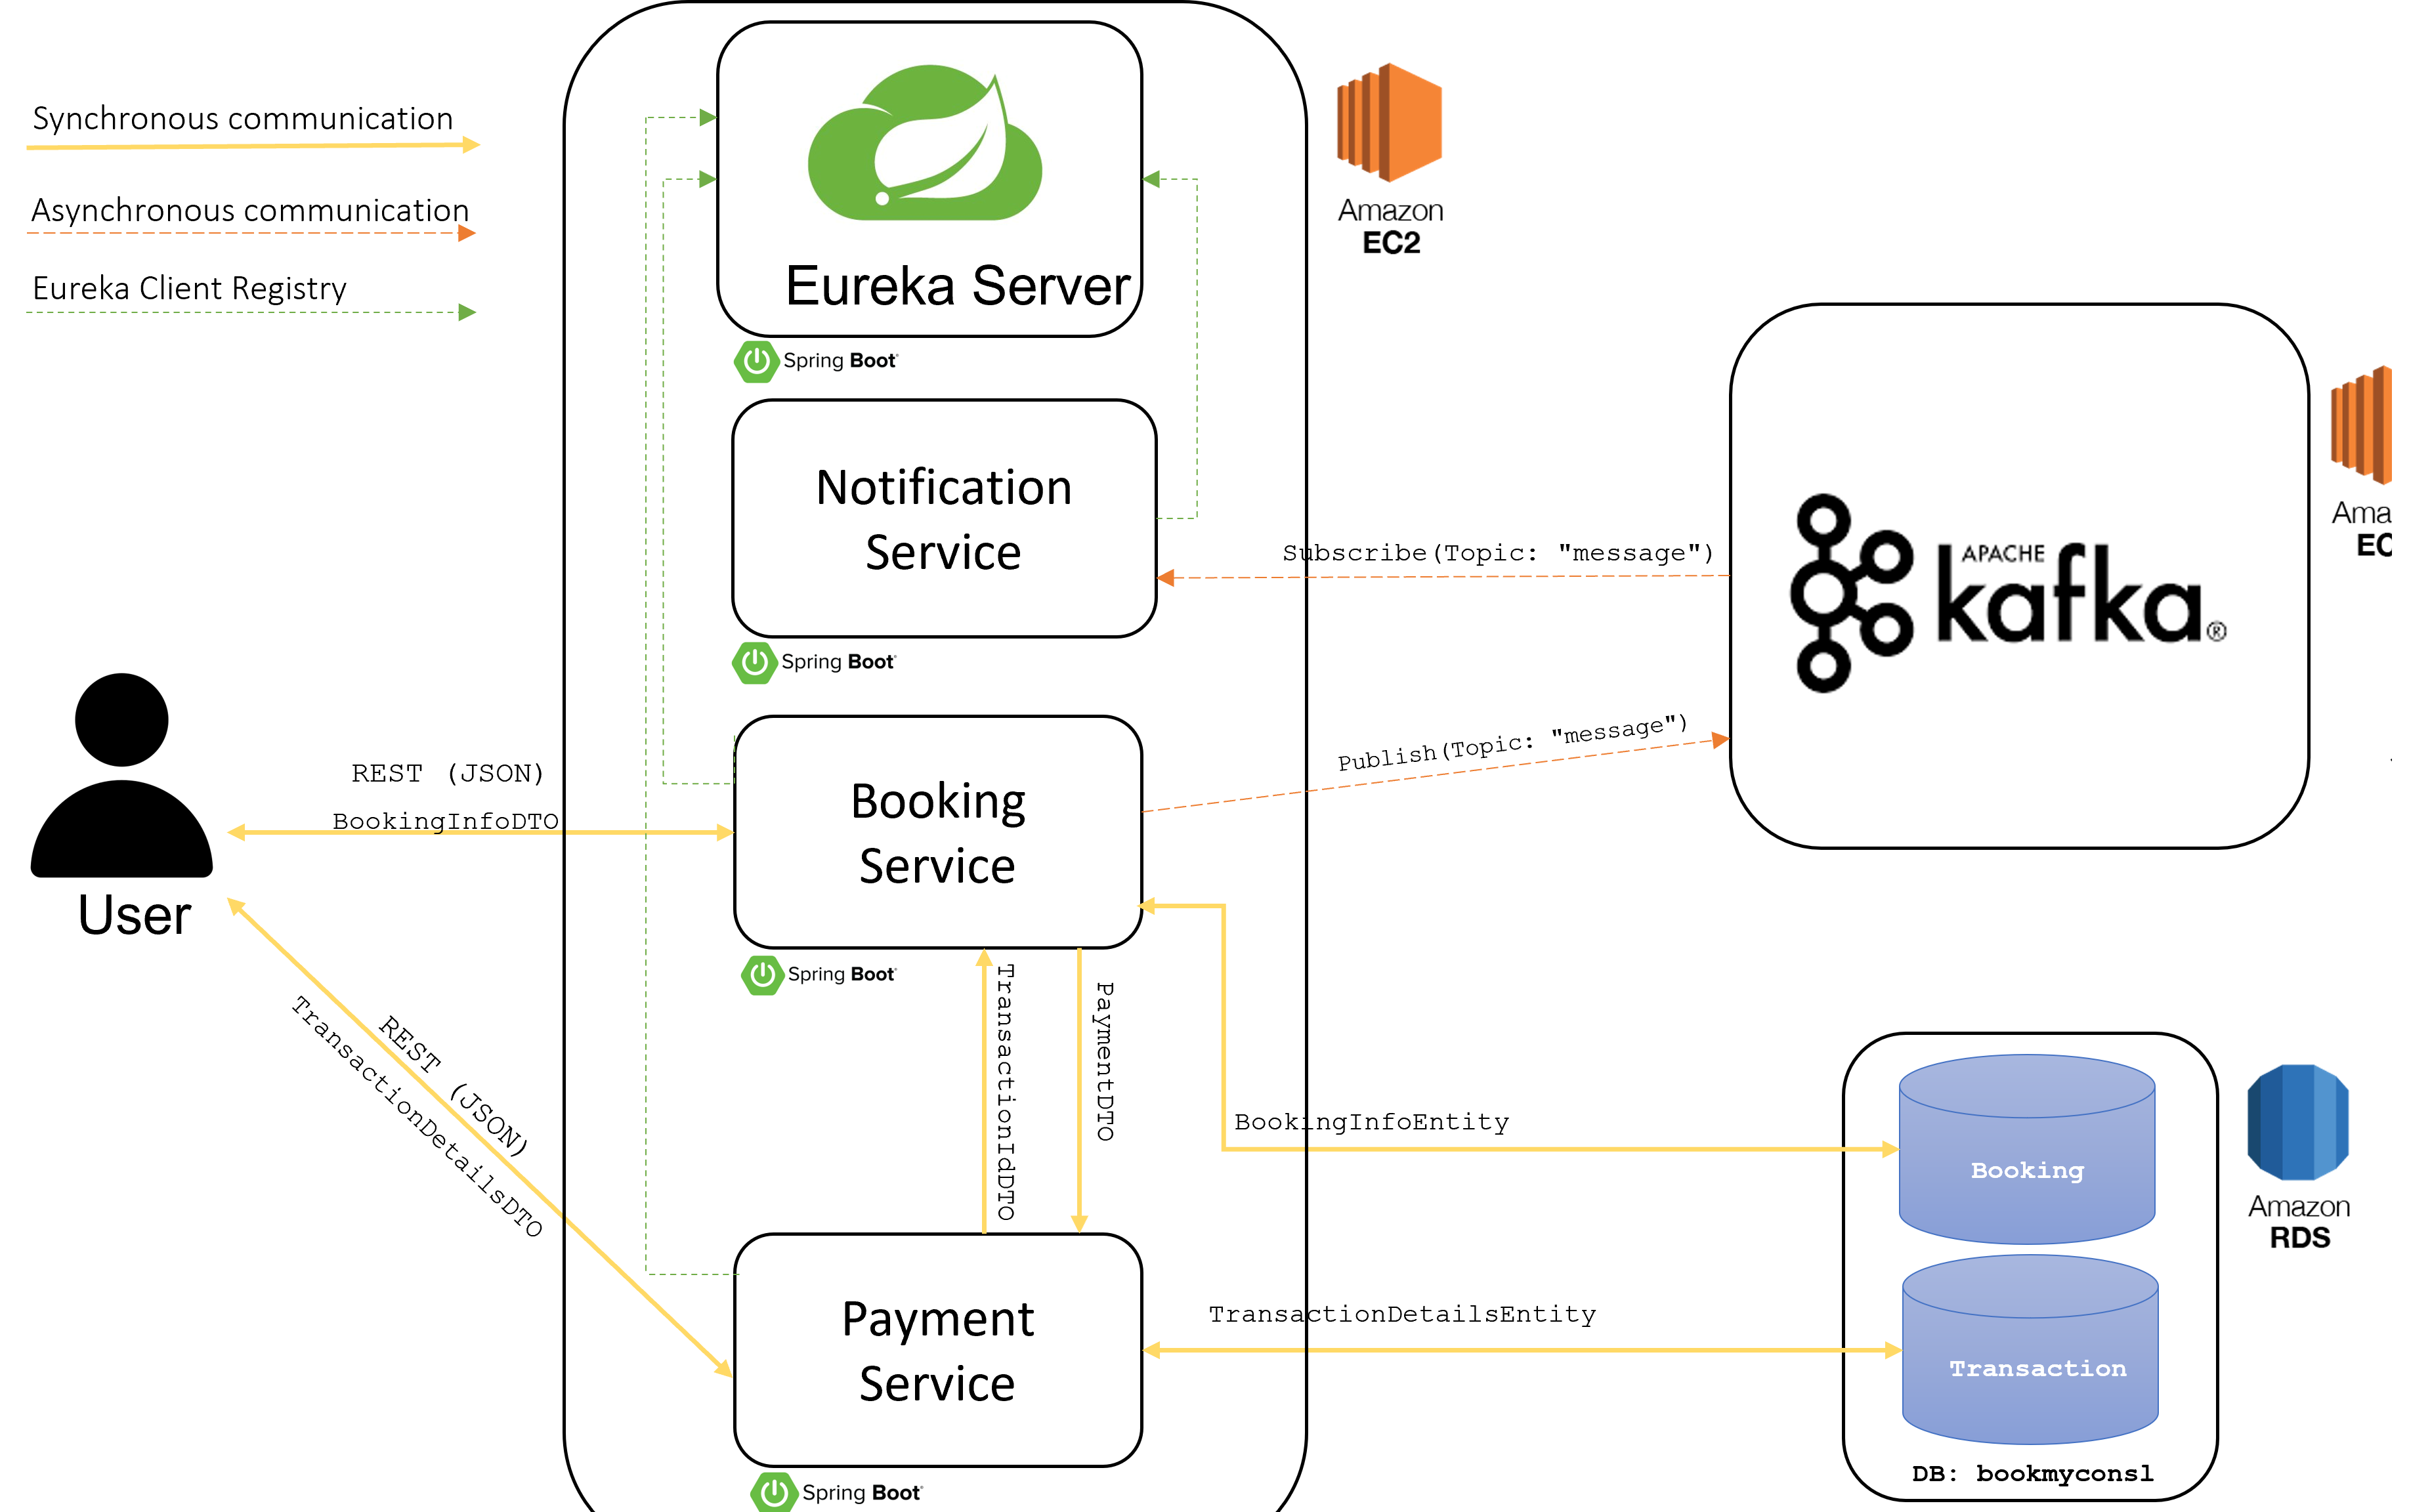 Synchronous communication
Asynchronous communication
Eureka Client Registry
Eureka Server
Spring Boot
Amazon
EC2
Notification
Service
Spring Boot
Subscribe(Topic: "message")
APACHE
kafka®
Ama
EC
Publish(Topic: "message")
User
REST (JSON)
BookingInfoDTO
Booking
Service
Spring Boot
REST (JSON)
TransactionDetailsDTO
TransactionIdDTO
PaymentDTO
BookingInfoEntity
Booking
Amazon
RDS
TransactionDetailsEntity
Transaction
DB: bookmyconsl
Payment
Service
Spring Boot